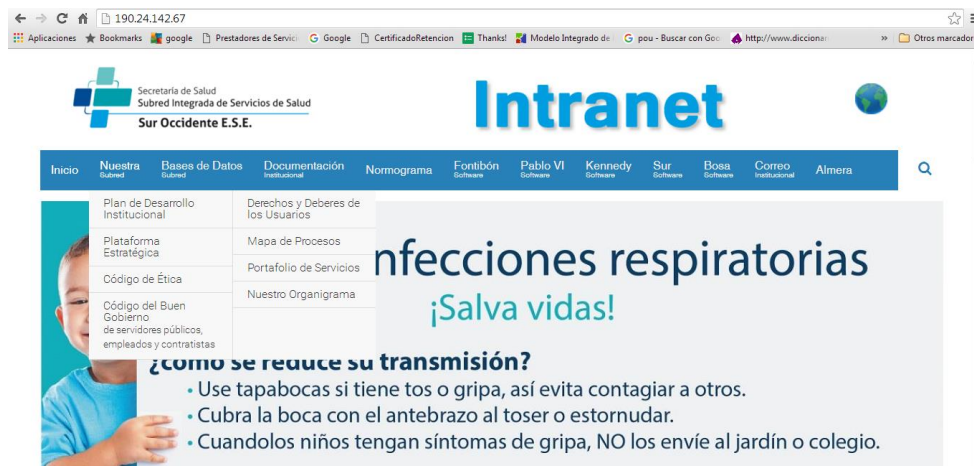 190.24.142.67
Aplicaciones Bookmarks google Prestadores de Servici Google CertificadoRetencion Thanks! Modelo Integrado de pou - Buscar con Goo http://www.diccionar » Otros marcador
Secretaría de Salud
Subred Integrada de Servicios de Salud
Sur Occidente E.S.E.
Intranet
Inicio Nuestra Bases de Datos Documentación Normograma Fontibón Pablo VI Kennedy Sur Bosa Correo Almera
Subred Subred Institucional Software Software Software Software Software Institucional
Plan de Desarrollo
Institucional
Plataforma
Estratégica
Código de Ética
Código del Buen
Gobierno
de servidores públicos,
empleados y contratistas
Derechos y Deberes de
los Usuarios
Mapa de Procesos
Portafolio de Servicios
Nuestro Organigrama
nfecciones respiratorias
¡Salva vidas!
¿como se reduce su transmisión?
• Use tapabocas si tiene tos o gripa, así evita contagiar a otros.
• Cubra la boca con el antebrazo al toser o estornudar.
• Cuandolos niños tengan síntomas de gripa, NO los envíe al jardín o colegio.